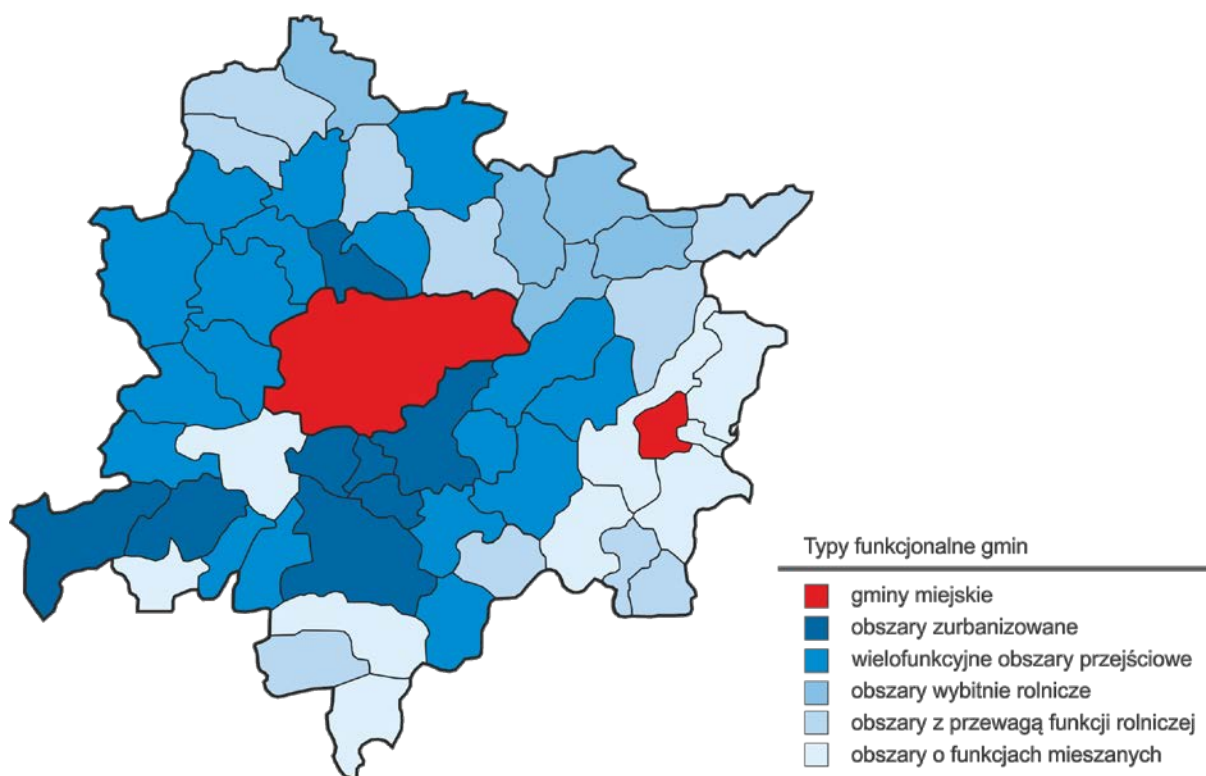 Typy funkcjonalne gmin
gminy miejskie
obszary zurbanizowane
wielofunkcyjne obszary przejściowe
obszary wybitnie rolnicze
obszary z przewagą funkcji rolniczej
obszary o funkcjach mieszanych